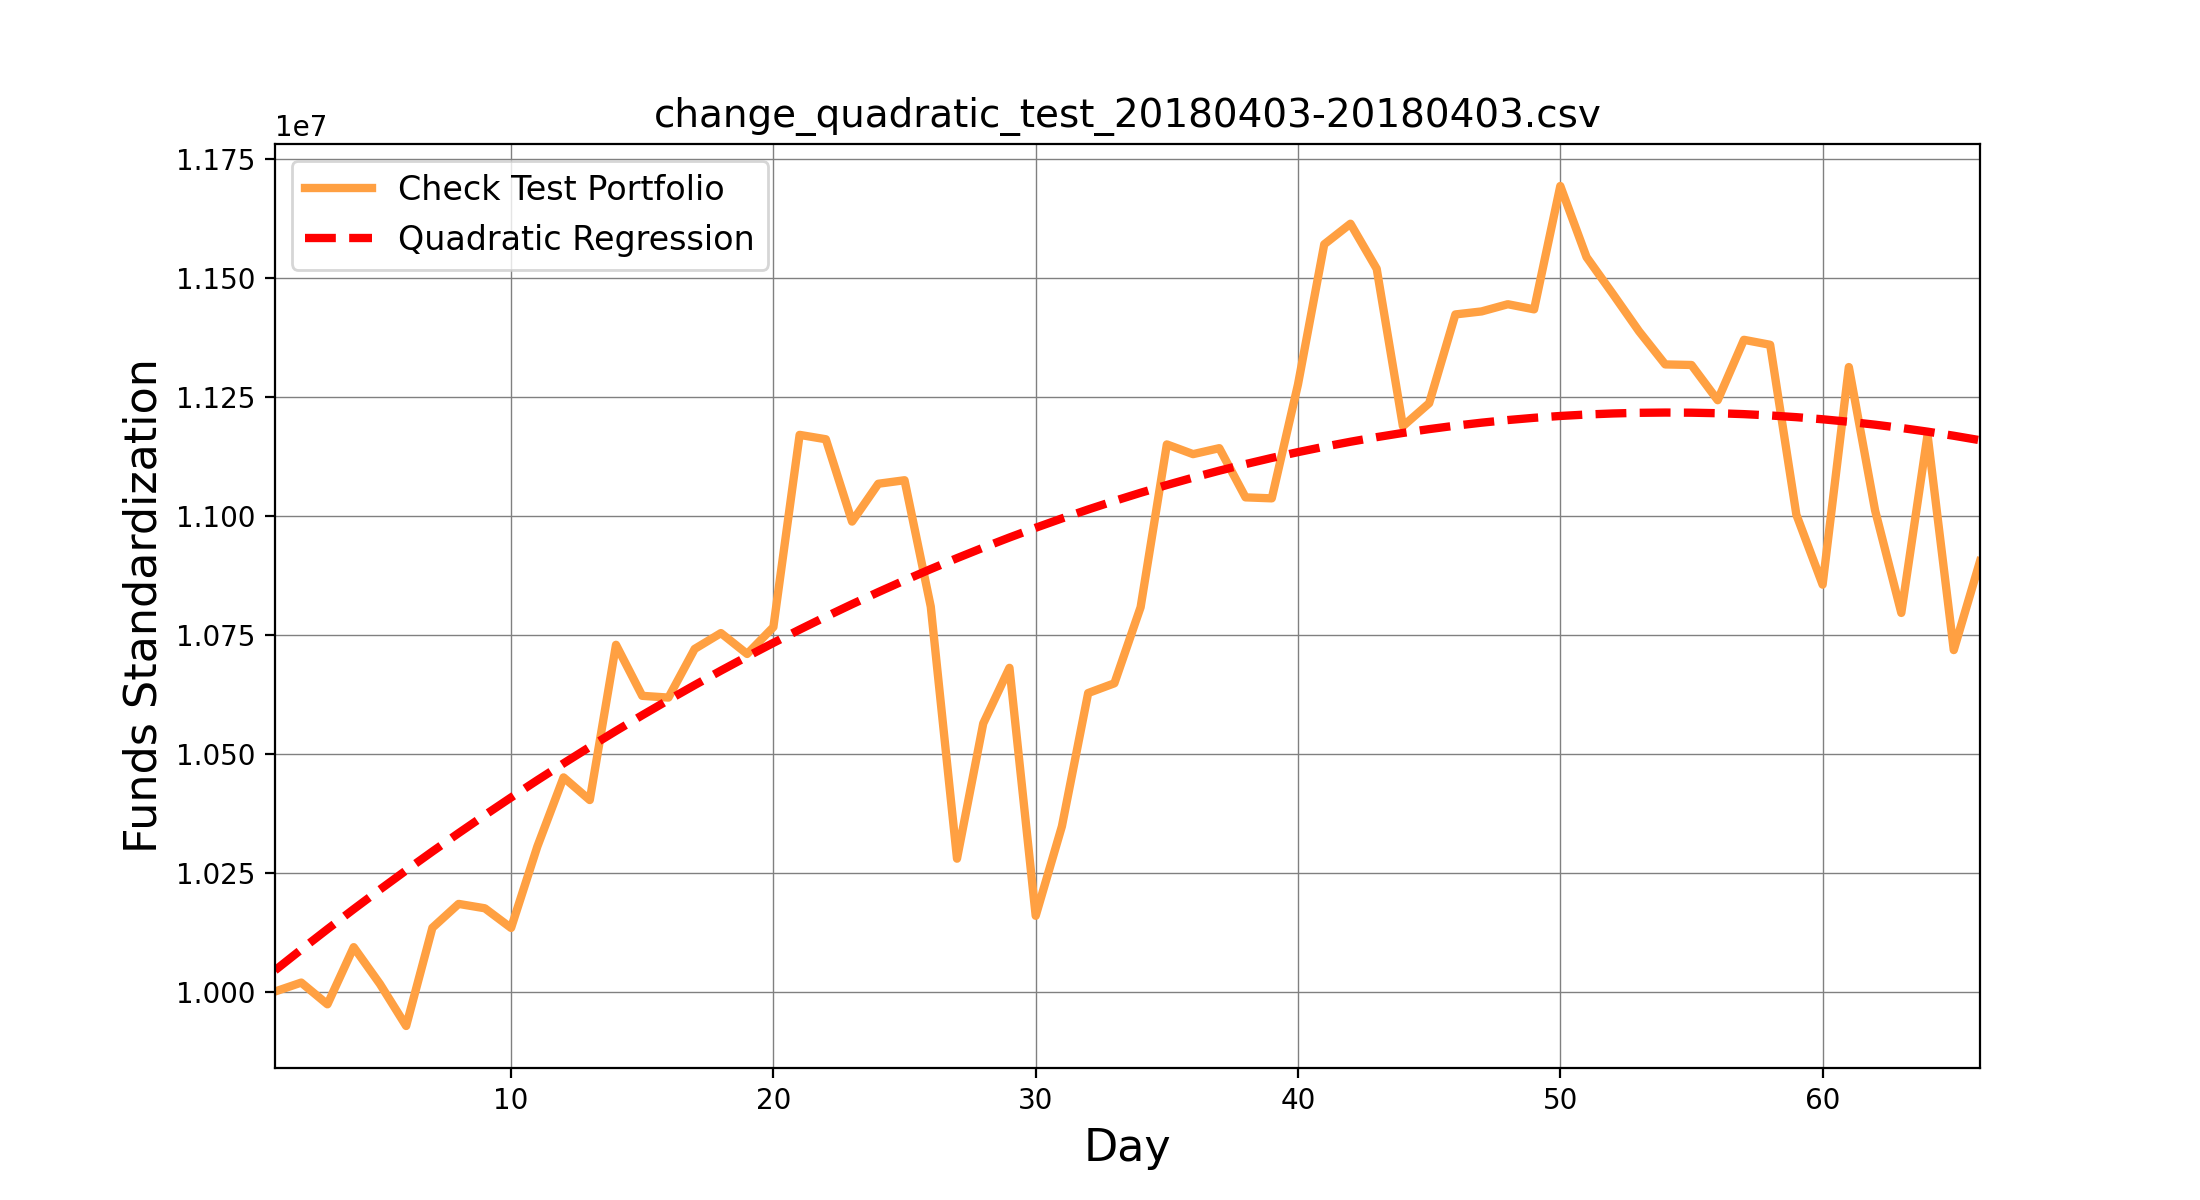 change_quadratic_test_20180403-20180403.csv
1e7
Check Test Portfolio
Quadratic Regression
1.175
1.150
1.125
1.100
1.075
1.050
1.025
1.000
Funds Standardization
10 20 30 40 50 60
Day